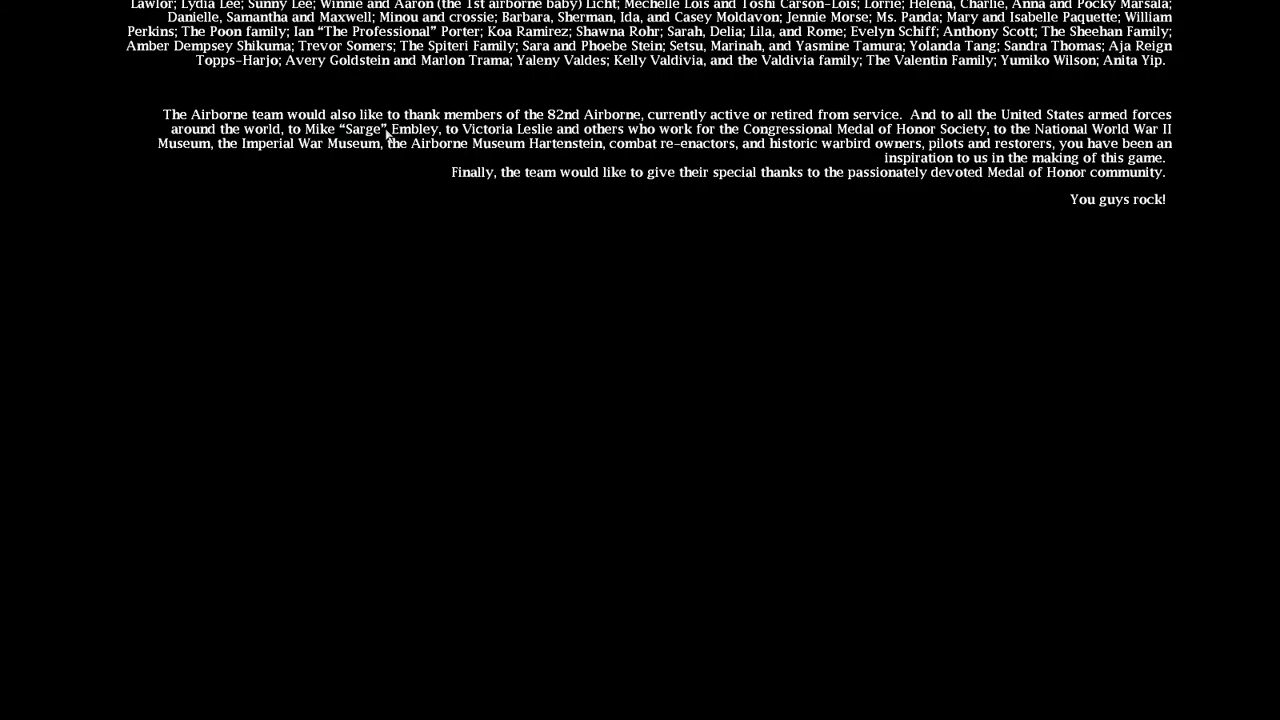 Lawlor; Lydia Lee; Sunny Lee; Winnie and Aaron (the 1st airborne baby) Licht; Mechelle Lois and Toshi Carson-Lois; Lorrie; Helena, Charlie, Anna and Pocky Marsala;
Danielle, Samantha and Maxwell; Minou and crossie; Barbara, Sherman, Ida, and Casey Moldavon; Jennie Morse; Ms. Panda; Mary and Isabelle Paquette; William
Perkins; The Poon family; Ian “The Professional” Porter; Koa Ramirez; Shawna Rohr; Sarah, Delia; Lila, and Rome; Evelyn Schiff; Anthony Scott; The Sheehan Family;
Amber Dempsey Shikuma; Trevor Somers; The Spiteri Family; Sara and Phoebe Stein; Setsu, Marinah, and Yasmine Tamura; Yolanda Tang; Sandra Thomas; Aja Reign
Topps-Harjo; Avery Goldstein and Marlon Trama; Yaleny Valdes; Kelly Valdivia, and the Valdivia family; The Valentin Family; Yumiko Wilson; Anita Yip.
The Airborne team would also like to thank members of the 82nd Airborne, currently active or retired from service.  And to all the United States armed forces
around the world, to Mike “Sarge” Embley, to Victoria Leslie and others who work for the Congressional Medal of Honor Society, to the National World War II
Museum, the Imperial War Museum, the Airborne Museum Hartenstein, combat re-enactors, and historic warbird owners, pilots and restorers, you have been an
inspiration to us in the making of this game.
Finally, the team would like to give their special thanks to the passionately devoted Medal of Honor community.
You guys rock!